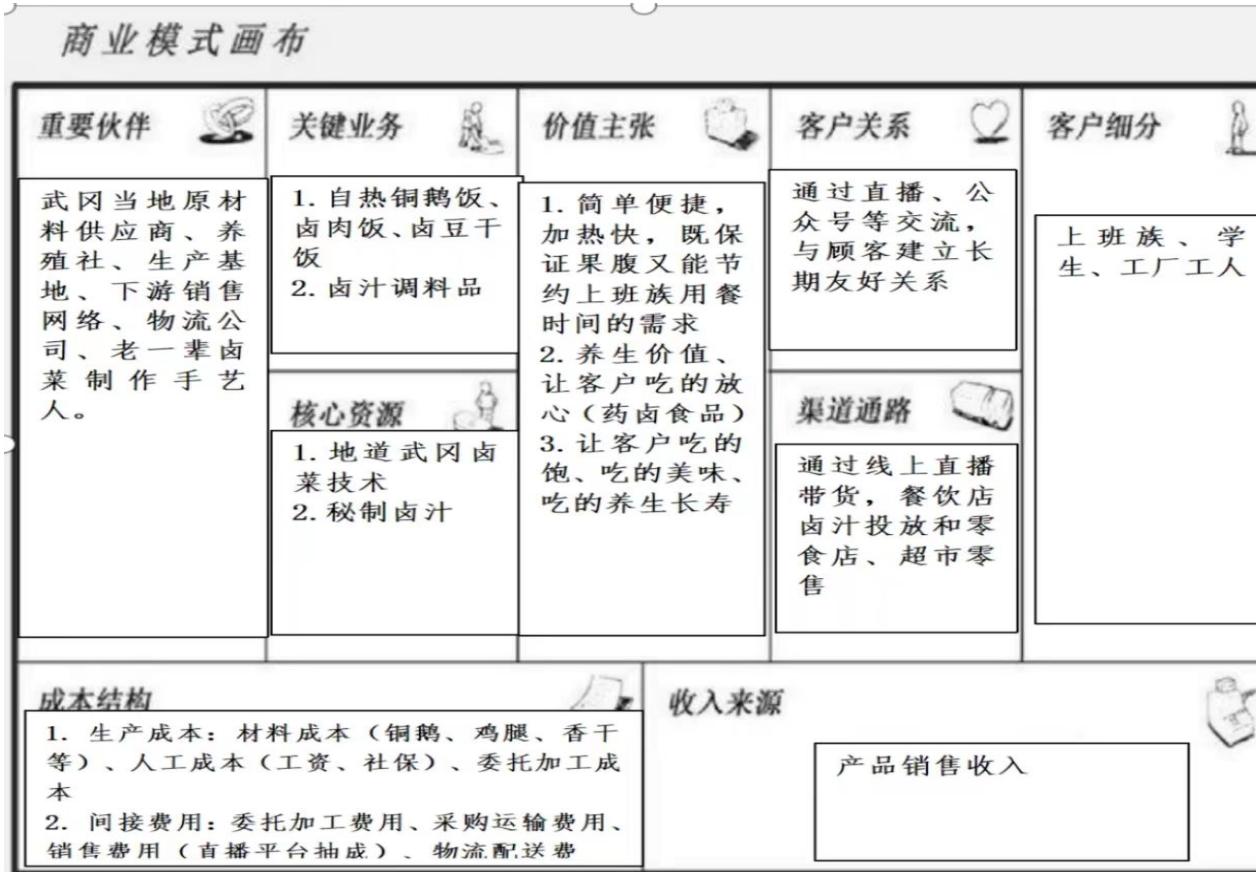 商业模式画布
重要伙伴
武冈当地原材
料供应商、养
殖社、生产基
地、下游销售
网络、物流公
司、老一辈卤
菜制作手艺
人。
关键业务
1. 自热铜鹅饭、
卤肉饭、卤豆干
饭
2. 卤汁调料品
核心资源
1. 地道武冈卤
菜技术
2. 秘制卤汁
价值主张
1. 简单便捷，
加热快，既保
证果腹又能节
约上班族用餐
时间的需求
2. 养生价值、
让客户吃的放
心（药卤食品）
3. 让客户吃的
饱、吃的美味、
吃的养生长寿
客户关系
通过直播、公
众号等交流，
与顾客建立长
期友好关系
渠道通路
通过线上直播
带货，餐饮店
卤汁投放和零
食店、超市零
售
客户细分
上班族、学
生、工厂工人
成本结构
1. 生产成本：材料成本（铜鹅、鸡腿、香干
等）、人工成本（工资、社保）、委托加工成
本
2. 间接费用：委托加工费用、采购运输费用、
销售费用（直播平台抽成）、物流配送费
收入来源
产品销售收入